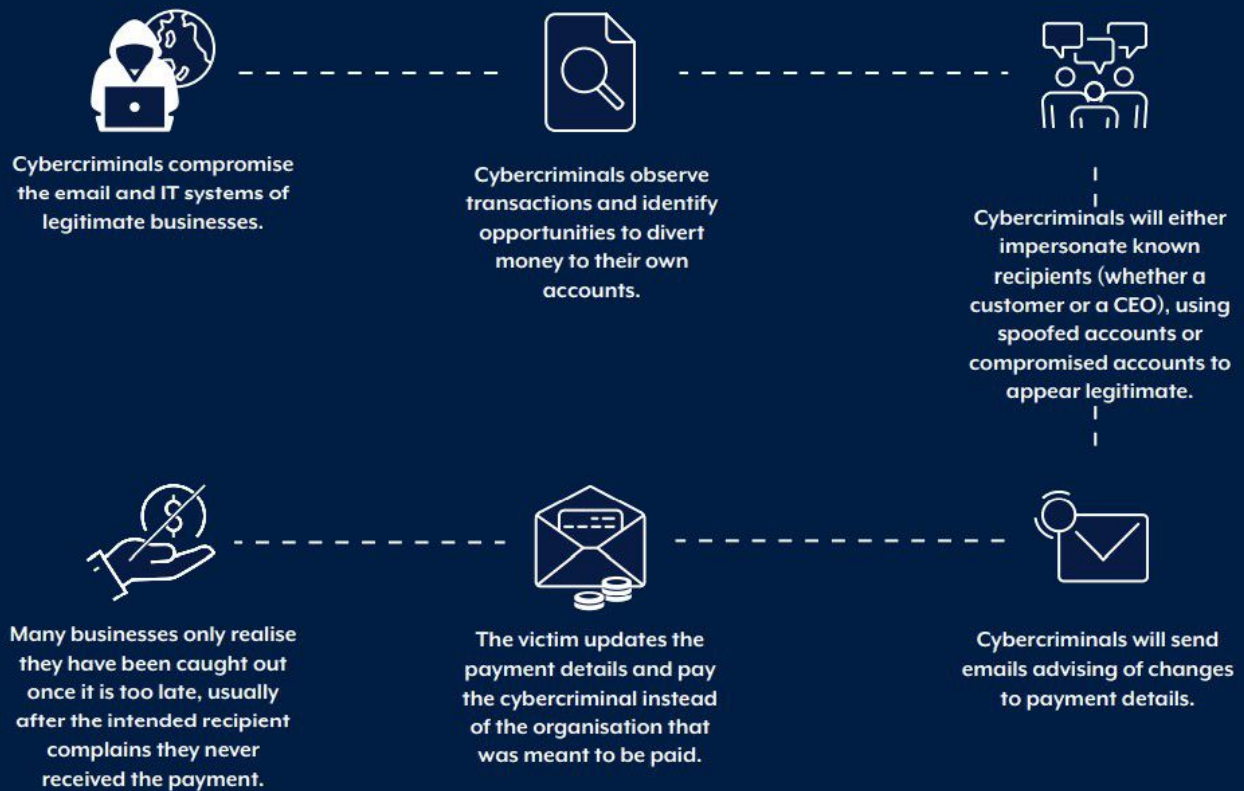 Cybercriminals compromise
the email and IT systems of
legitimate businesses.
Cybercriminals observe
transactions and identify
opportunities to divert
money to their own
accounts.
Cybercriminals will either
impersonate known
recipients (whether a
customer or a CEO), using
spoofed accounts or
compromised accounts to
appear legitimate.
Cybercriminals will send
emails advising of changes
to payment details.
The victim updates the
payment details and pay
the cybercriminal instead
of the organisation that
was meant to be paid.
Many businesses only realise
they have been caught out
once it is too late, usually
after the intended recipient
complains they never
received the payment.